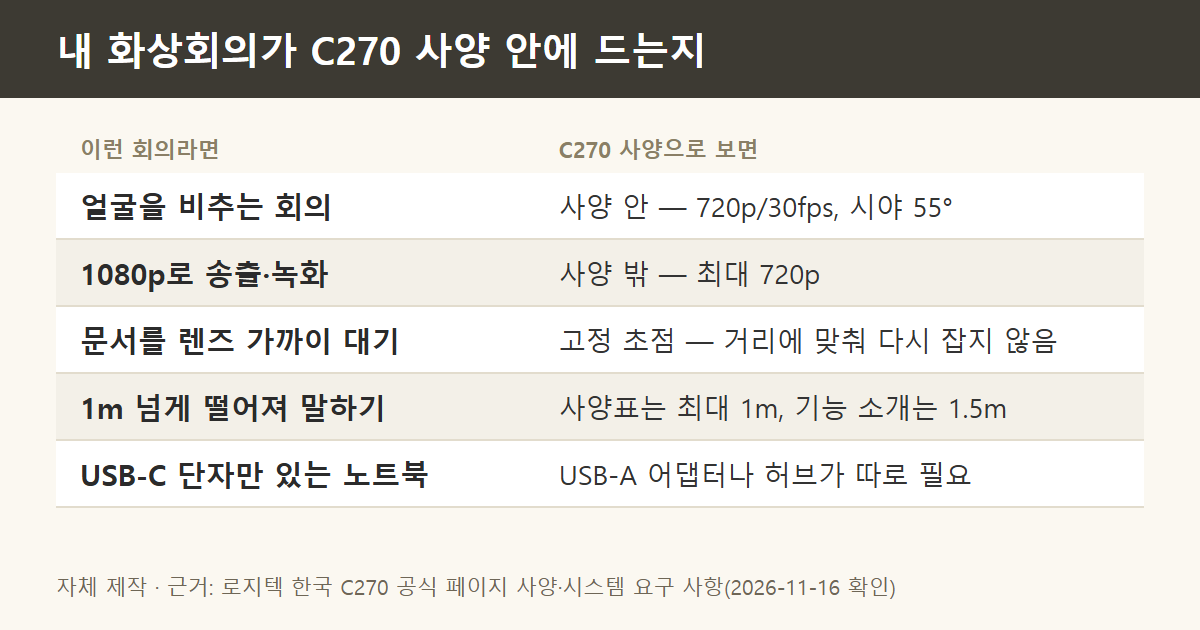 내 화상회의가 C270 사양 안에 드는지
이런 회의라면 C270 사양으로 보면
얼굴을 비추는 회의 사양 안 — 720p/30fps, 시야 55°
1080p로 송출·녹화 사양 밖 — 최대 720p
문서를 렌즈 가까이 대기 고정 초점 — 거리에 맞춰 다시 잡지 않음
1m 넘게 떨어져 말하기 사양표는 최대 1m, 기능 소개는 1.5m
USB-C 단자만 있는 노트북 USB-A 어댑터나 허브가 따로 필요
자체 제작 · 근거: 로지텍 한국 C270 공식 페이지 사양·시스템 요구 사항(2026-11-16 확인)